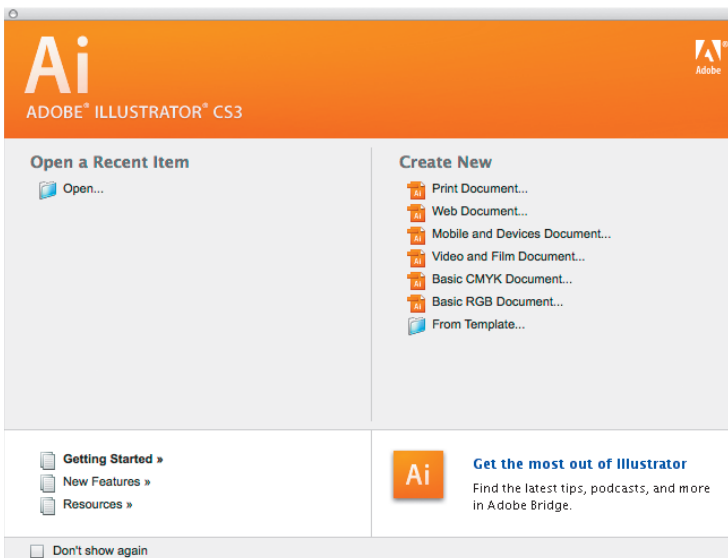 Ai
ADOBE® ILLUSTRATOR® CS3
Adobe
Open a Recent Item
Open...
Create New
Print Document...
Web Document...
Mobile and Devices Document...
Video and Film Document...
Basic CMYK Document...
Basic RGB Document...
From Template...
Getting Started »
New Features »
Resources »
Ai
Get the most out of Illustrator
Find the latest tips, podcasts, and more
in Adobe Bridge.
Don't show again